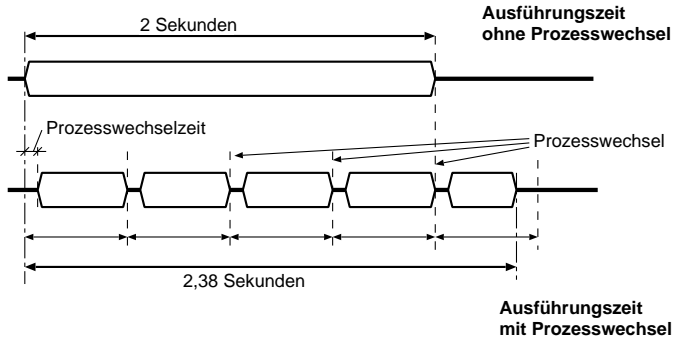 Ausführungszeit
ohne Prozesswechsel
2 Sekunden
Prozesswechselzeit
Prozesswechsel
2,38 Sekunden
Ausführungszeit
mit Prozesswechsel